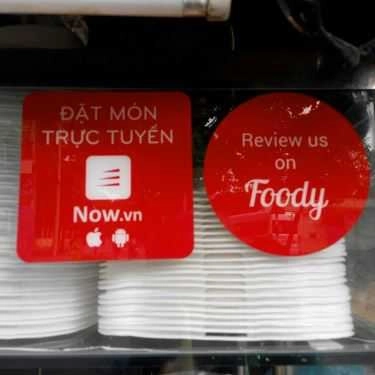 ĐẶT MÓN
TRỰC TUYẾN
Now.vn
Review us
on
Foody